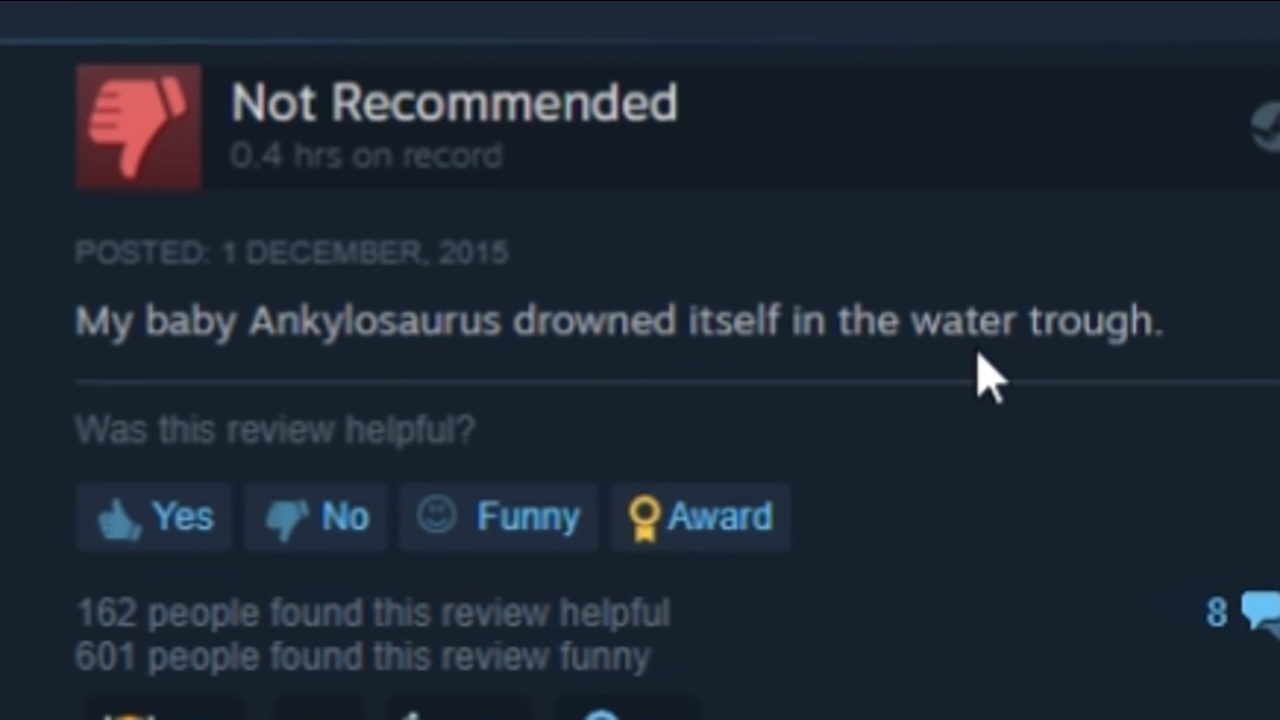 Not Recommended
0.4 hrs on record
POSTED: 1 DECEMBER, 2015
My baby Ankylosaurus drowned itself in the water trough.
Was this review helpful?
Yes No Funny Award
162 people found this review helpful
8
601 people found this review funny